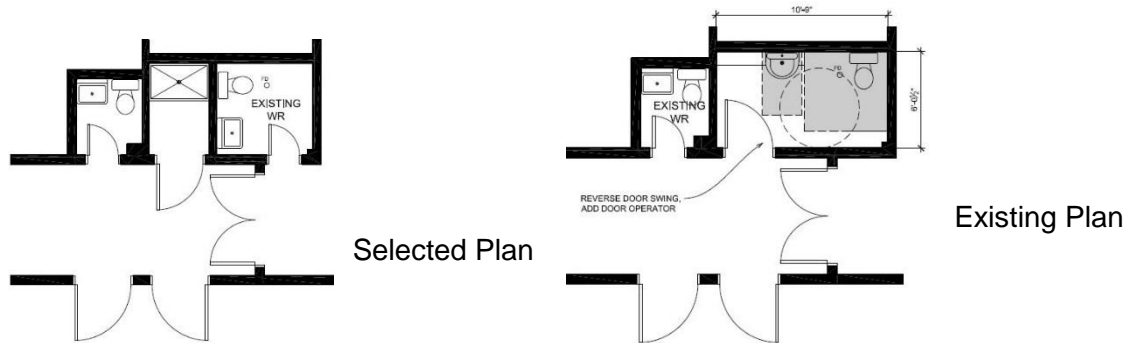 FD
EXISTING
WR
Selected Plan
10'-9"
FD
EXISTING
WR
6'-0½"
REVERSE DOOR SWING,
ADD DOOR OPERATOR
Existing Plan